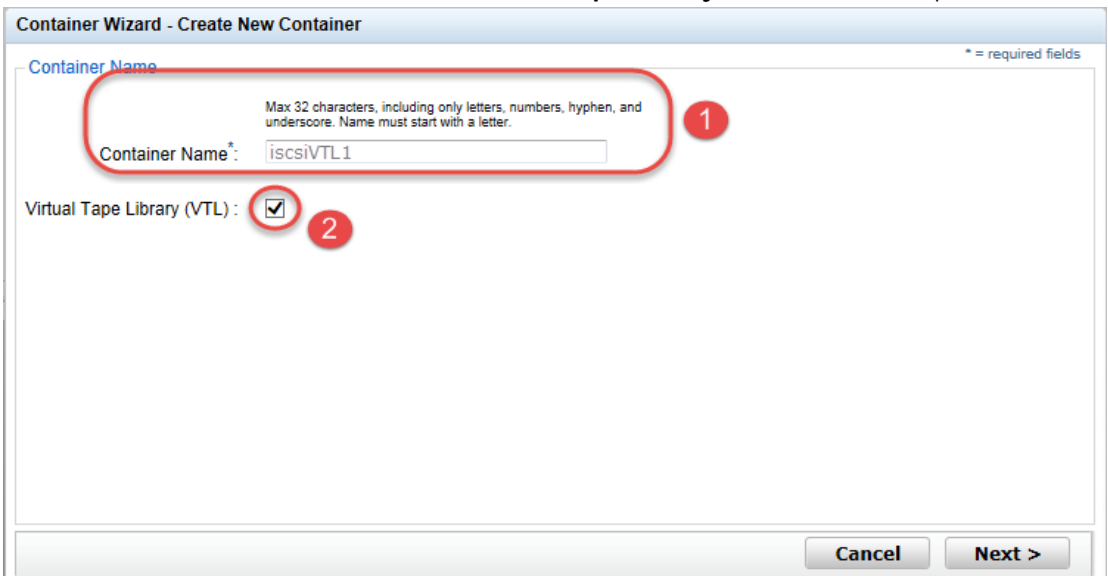 Container Wizard - Create New Container
* = required fields
Container Name
Max 32 characters, including only letters, numbers, hyphen, and
underscore. Name must start with a letter.
Container Name*: iscsiVTL1
1
Virtual Tape Library (VTL) :
2
Cancel Next >